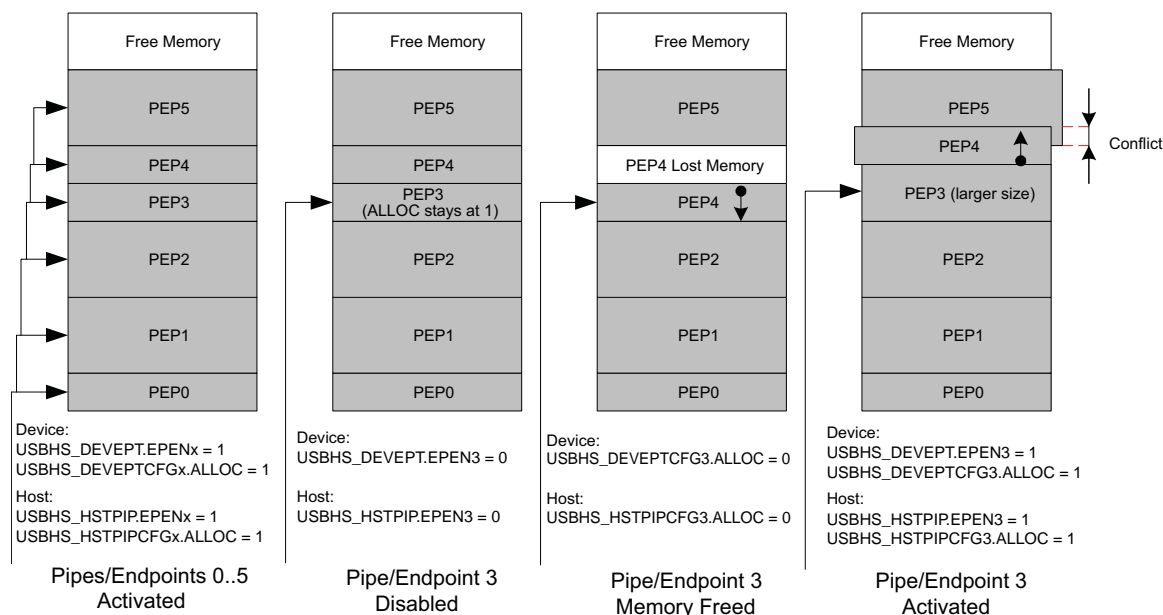 Free Memory
PEP5
PEP4
PEP3
PEP2
PEP1
PEP0
Device:
USBHS_DEVEPT.EPENx = 1
USBHS_DEVEPTCFGx.ALLOC = 1
Host:
USBHS_HSTPIP.EPENx = 1
USBHS_HSTPIPCFGx.ALLOC = 1
Pipes/Endpoints 0..5
Activated
Free Memory
PEP5
PEP4
PEP3
(ALLOC stays at 1)
PEP2
PEP1
PEP0
Device:
USBHS_DEVEPT.EPEN3 = 0
Host:
USBHS_HSTPIP.EPEN3 = 0
Pipe/Endpoint 3
Disabled
Free Memory
PEP5
PEP4 Lost Memory
PEP4
PEP2
PEP1
PEP0
Device:
USBHS_DEVEPTCFG3.ALLOC = 0
Host:
USBHS_HSTPIPCFG3.ALLOC = 0
Pipe/Endpoint 3
Memory Freed
Free Memory
PEP5
PEP4
Conflict
PEP3 (larger size)
PEP2
PEP1
PEP0
Device:
USBHS_DEVEPT.EPEN3 = 1
USBHS_DEVEPTCFG3.ALLOC = 1
Host:
USBHS_HSTPIP.EPEN3 = 1
USBHS_HSTPIPCFG3.ALLOC = 1
Pipe/Endpoint 3
Activated